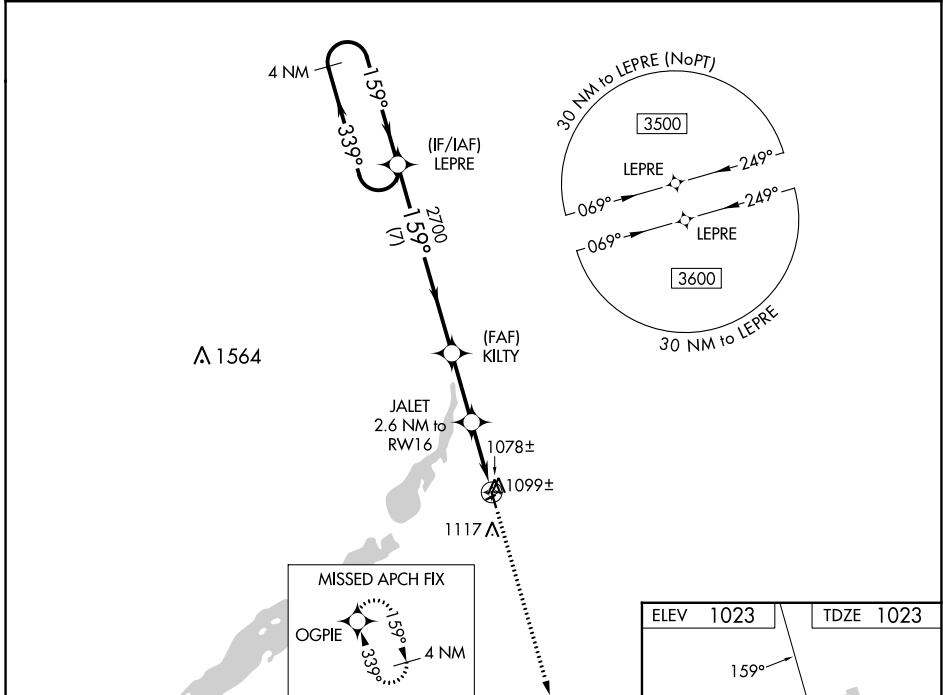 4 NM
159°
339°
(IF/IAF)
LEPRE
2700
159°
(7)
30 NM to LEPRE (NoPT)
3500
LEPRE
249°
069°
249°
069°
LEPRE
3600
30 NM to LEPRE
1564
(FAF)
KILTY
JALET
2.6 NM to
RW16
1078±
1099±
1117
MISSED APCH FIX
OGPIE
159°
339°
4 NM
ELEV 1023
TDZE 1023
159°